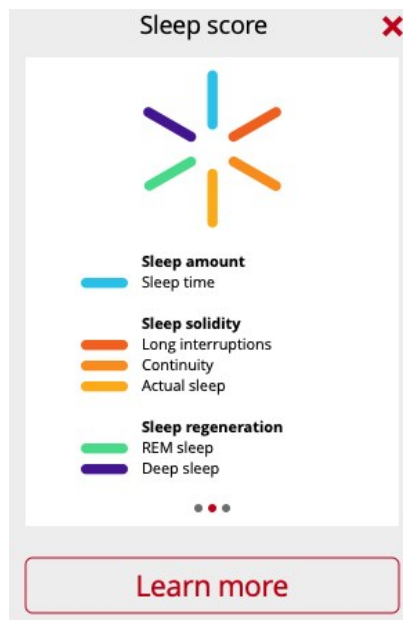 Sleep score
Sleep amount
Sleep time
Sleep solidity
Long interruptions
Continuity
Actual sleep
Sleep regeneration
REM sleep
Deep sleep
Learn more